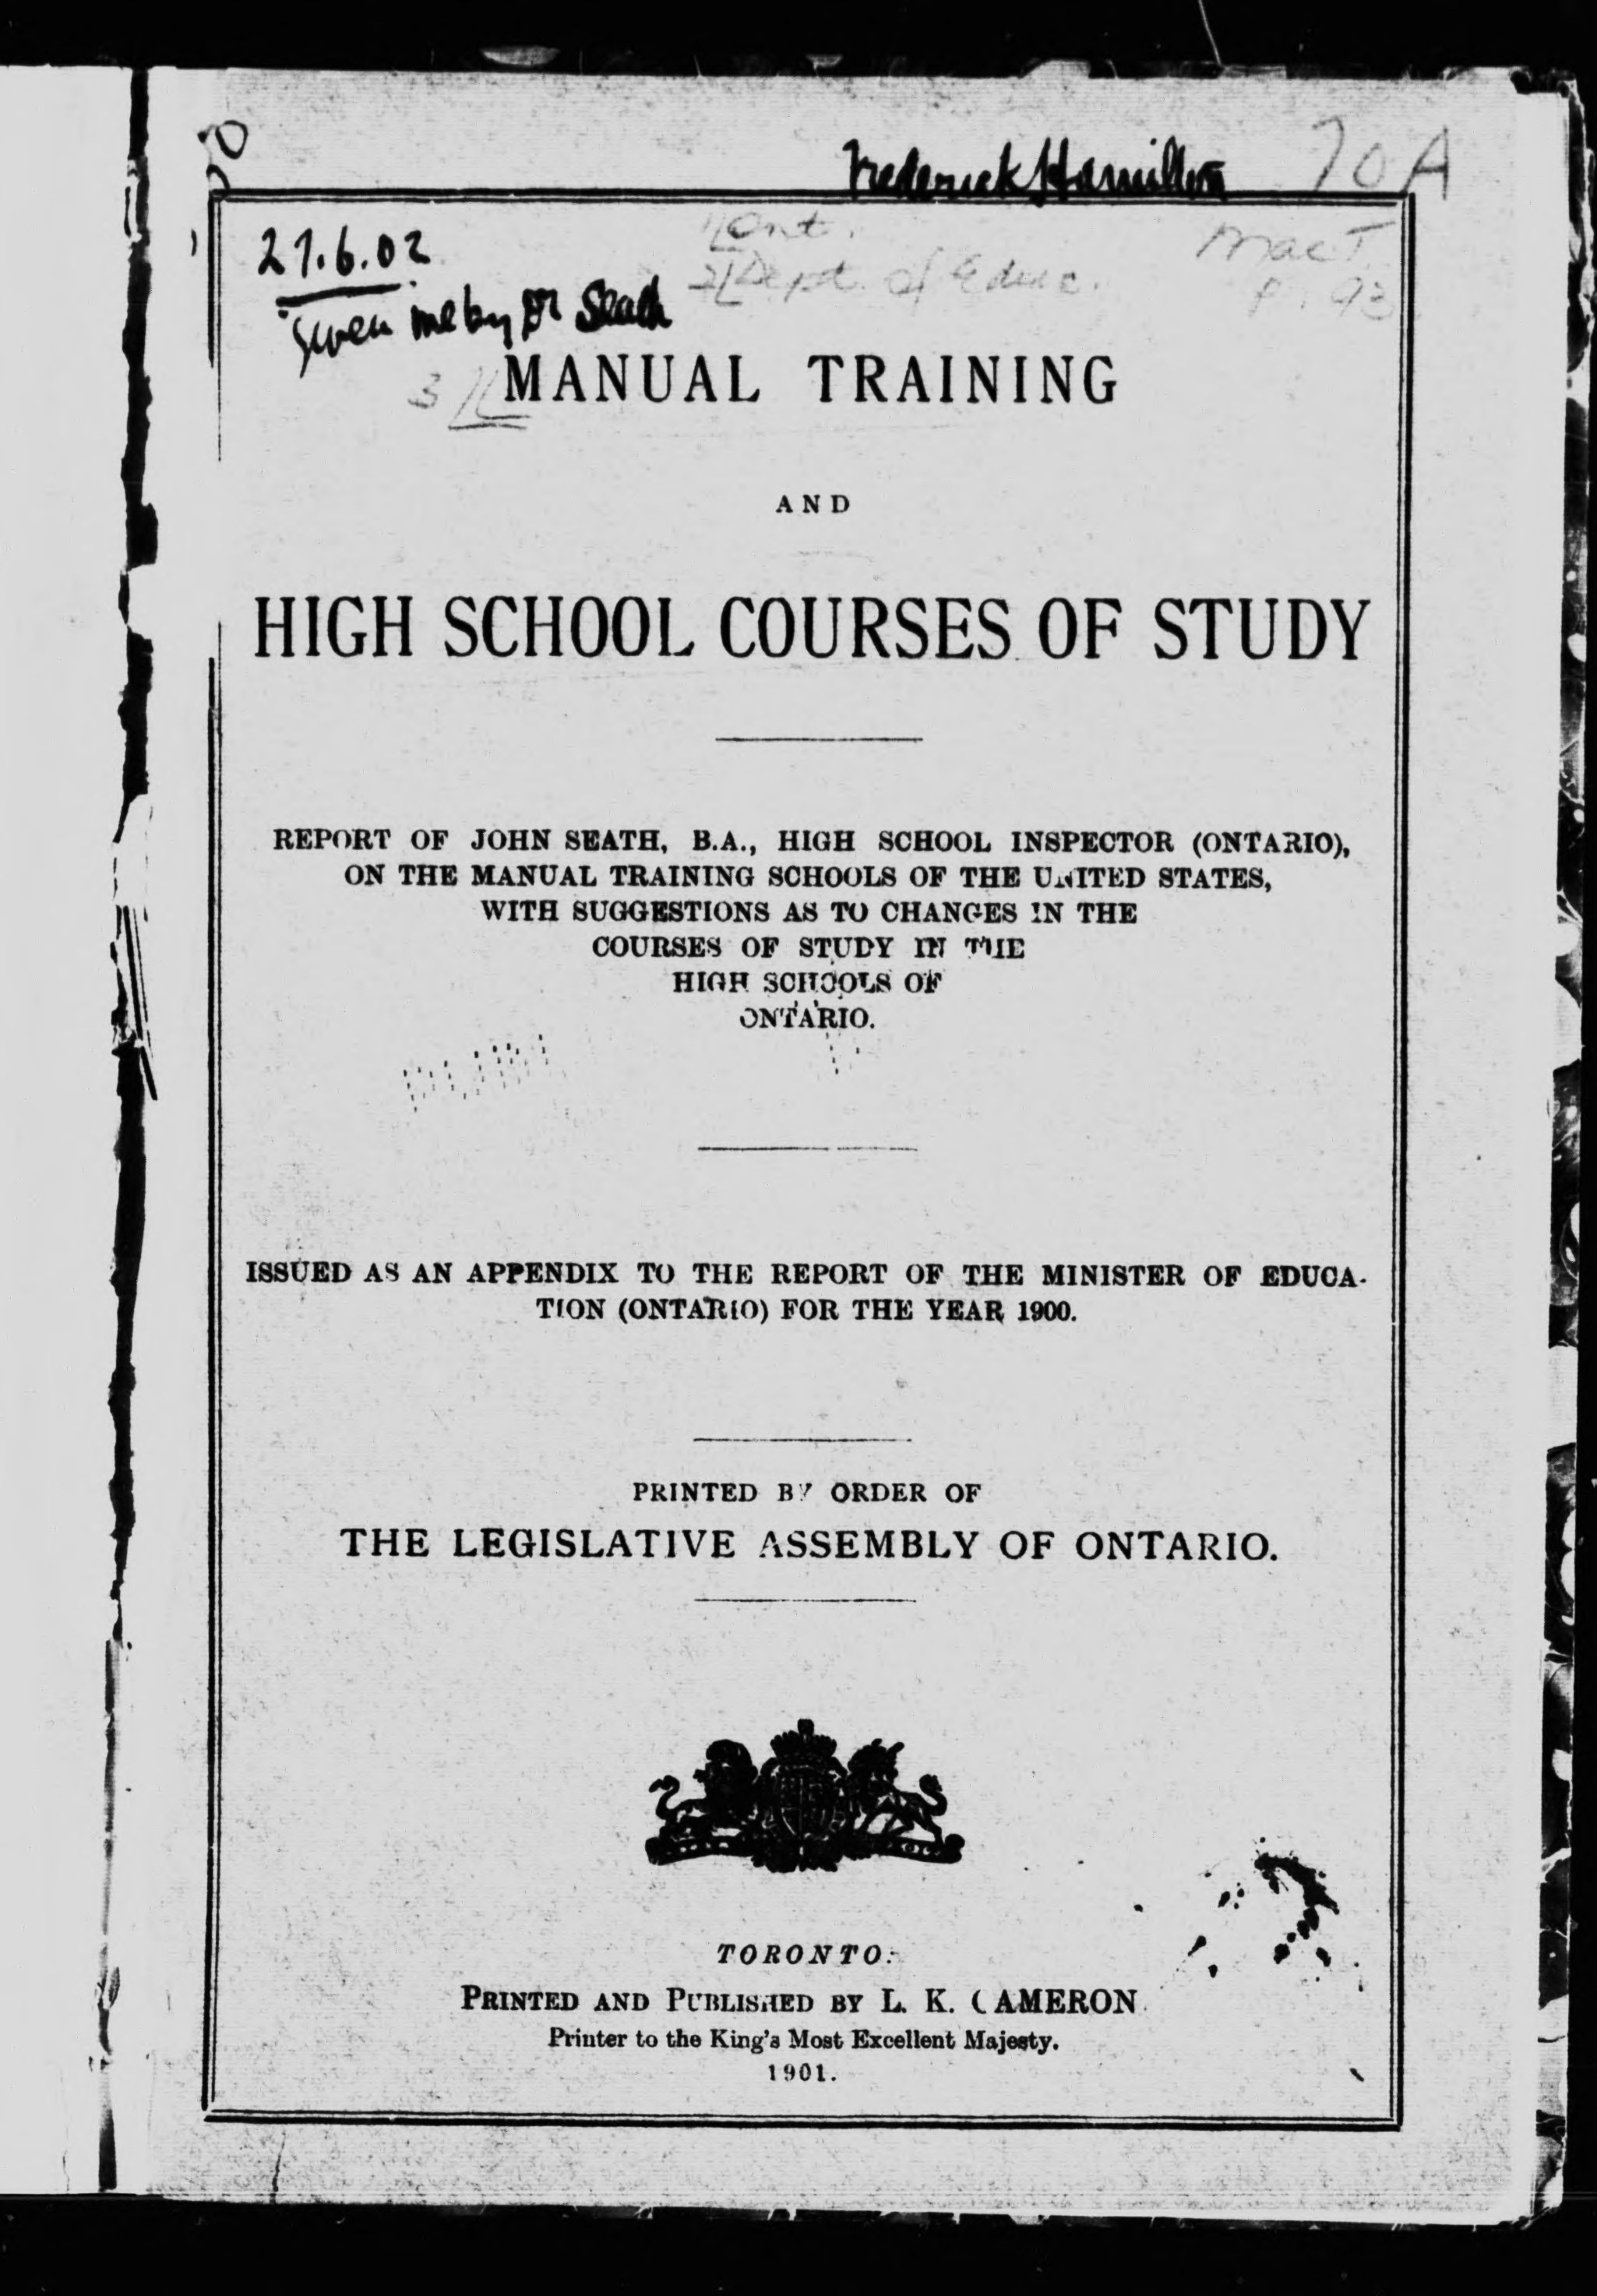 Frederick Hamilton 70A
27.6.02
[Ont.
2[Dept. of Educ.
MacT
P. 93
Given me by Dr Seath
3 MANUAL TRAINING
AND
HIGH SCHOOL COURSES OF STUDY
REPORT OF JOHN SEATH, B.A., HIGH SCHOOL INSPECTOR (ONTARIO),
ON THE MANUAL TRAINING SCHOOLS OF THE UNITED STATES,
WITH SUGGESTIONS AS TO CHANGES IN THE
COURSES OF STUDY IN THE
HIGH SCHOOLS OF
ONTARIO.
ISSUED AS AN APPENDIX TO THE REPORT OF THE MINISTER OF EDUCA-
TION (ONTARIO) FOR THE YEAR 1900.
PRINTED BY ORDER OF
THE LEGISLATIVE ASSEMBLY OF ONTARIO.
TORONTO:
PRINTED AND PUBLISHED BY L. K. CAMERON
Printer to the King's Most Excellent Majesty.
1901.